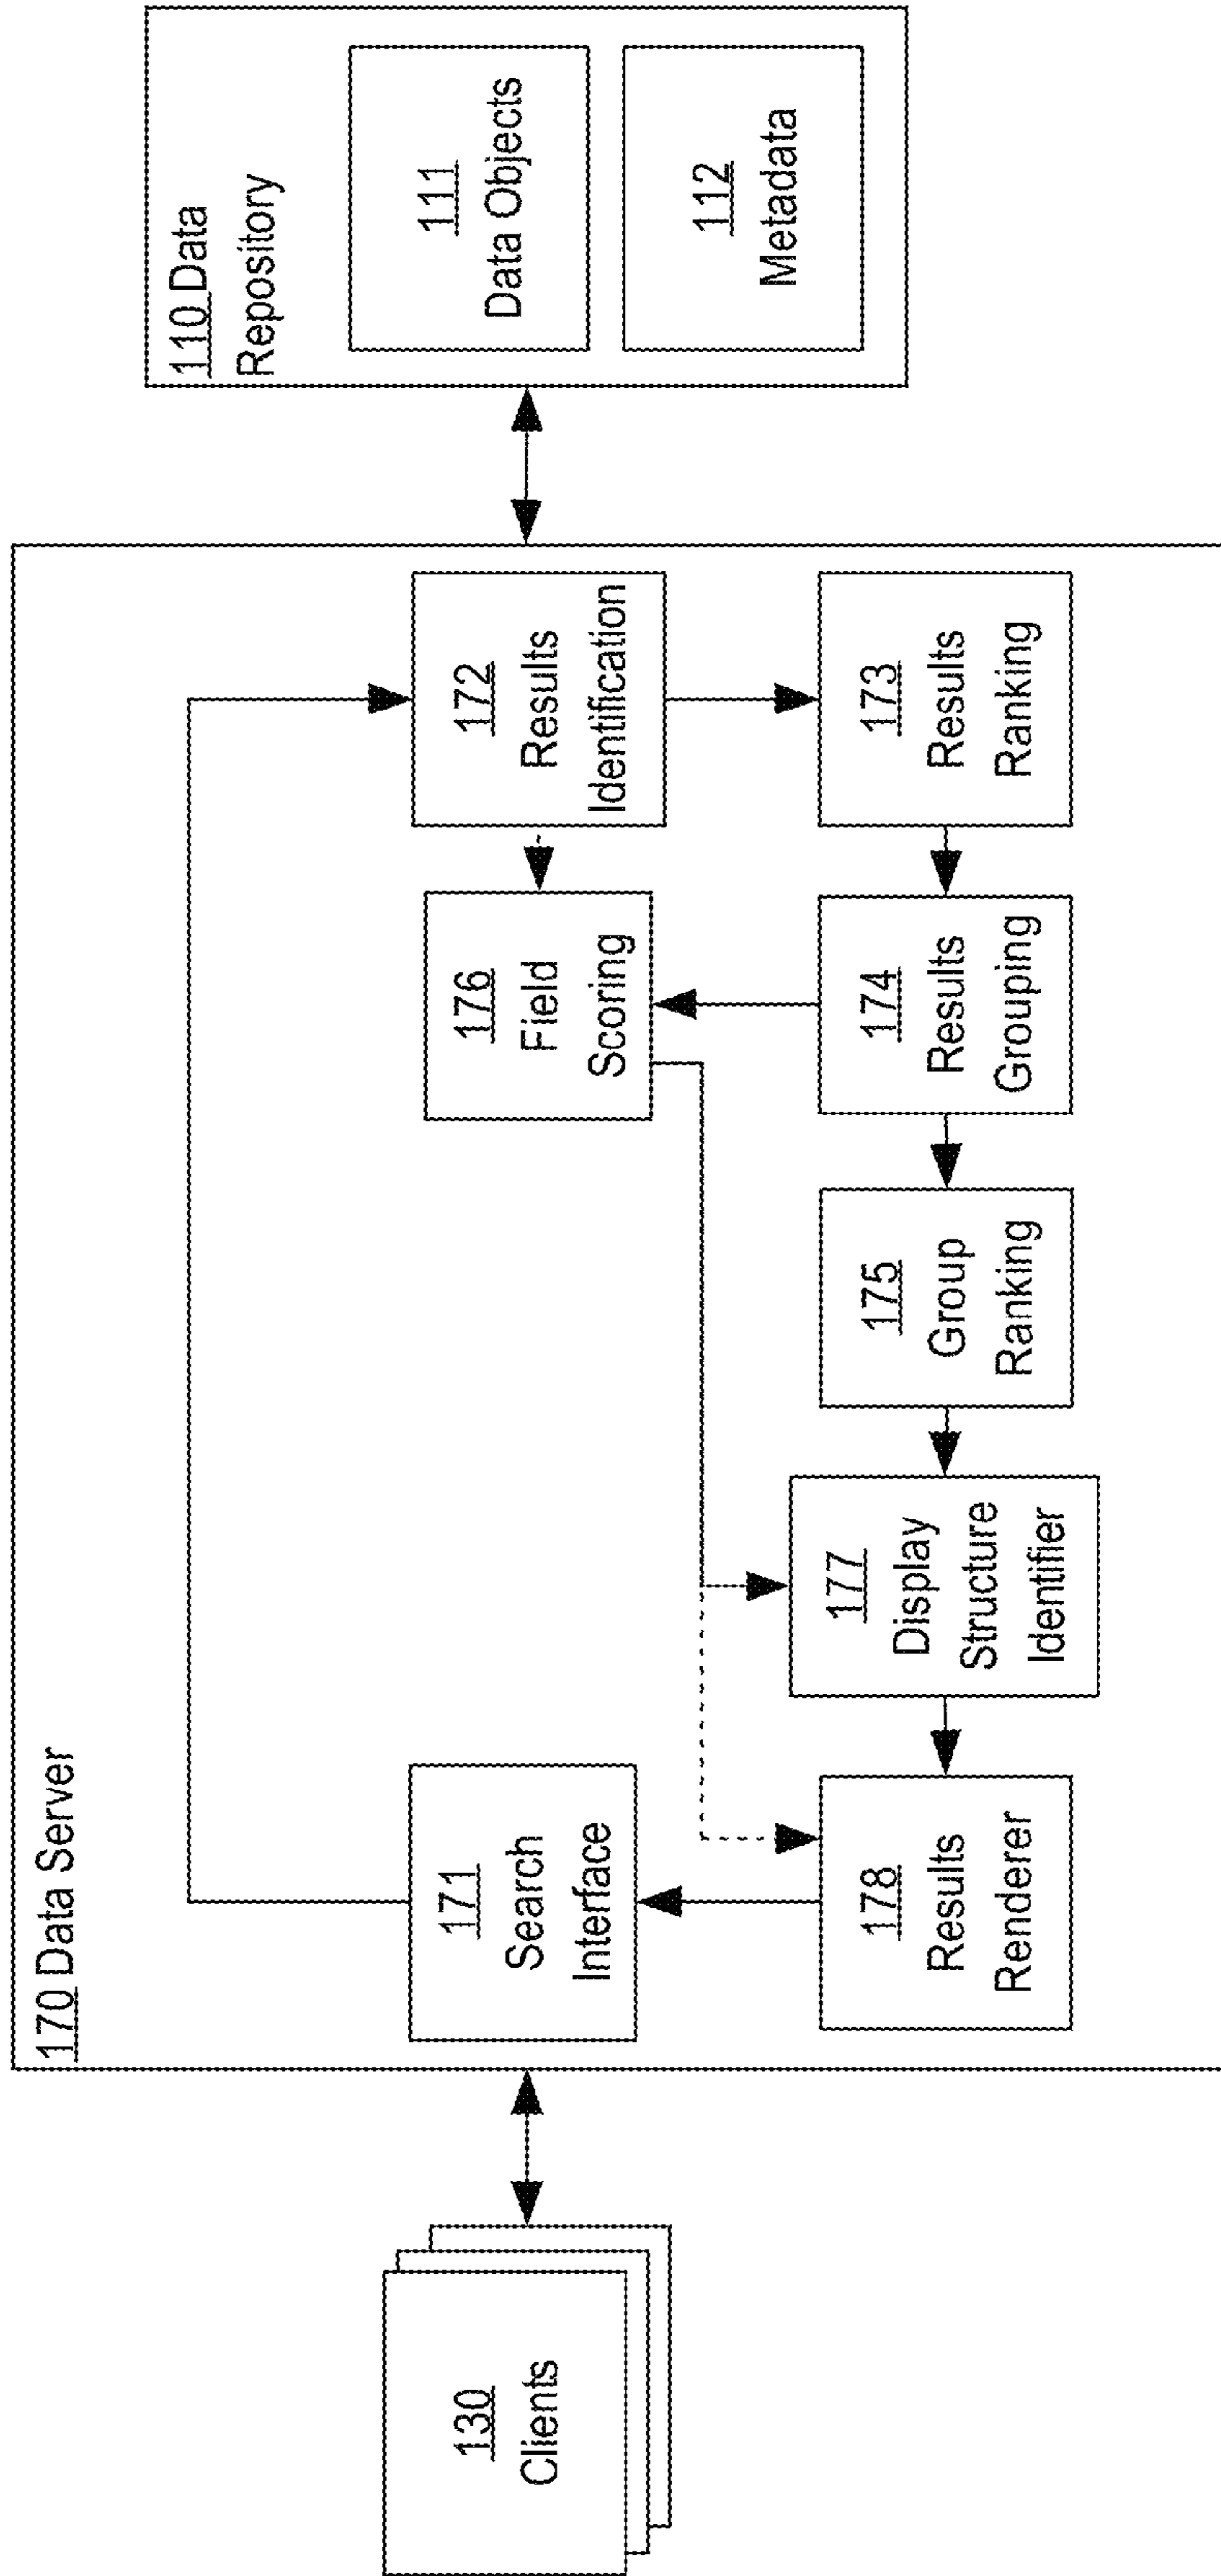 170 Data Server
110 Data
Repository
130
Clients
171
Search
Interface
172
Results
Identification
111
Data Objects
176
Field
Scoring
112
Metadata
178
Results
Renderer
177
Display
Structure
Identifier
175
Group
Ranking
174
Results
Grouping
173
Results
Ranking